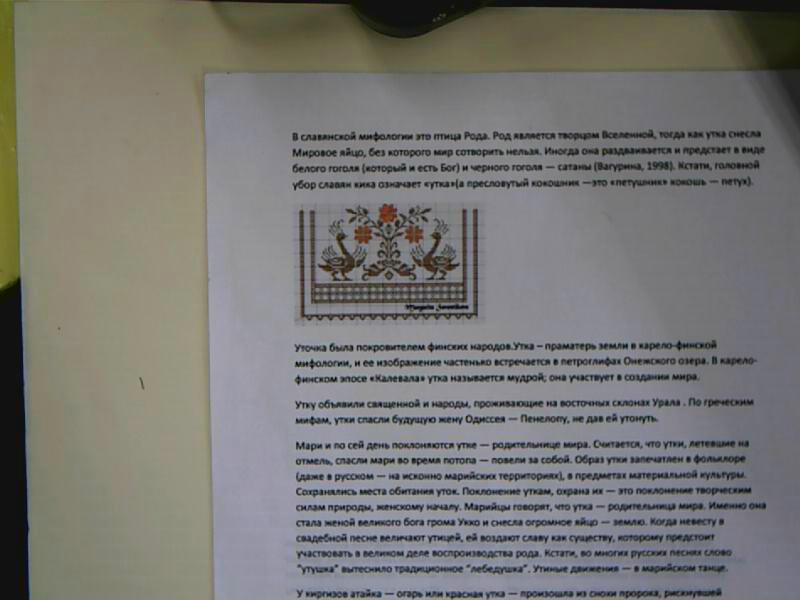 В славянской мифологии это птица Рода. Род является творцом Вселенной, тогда как утка снесла
Мировое яйцо, без которого мир сотворить нельзя. Иногда она раздваивается и предстает в виде
белого гоголя (который и есть Бог) и черного гоголя — сатаны (Вагурина, 1998). Кстати, головной
убор славян кика означает «утка»(а пресловутый кокошник —это «петушник» кокошь — петух).
Уточка была покровителем финских народов.Утка – праматерь земли в карело-финской
мифологии, и ее изображение частенько встречается в петроглифах Онежского озера. В карело-
финском эпосе «Калевала» утка называется мудрой; она участвует в создании мира.
Утку объявили священной и народы, проживающие на восточных склонах Урала . По греческим
мифам, утки спасли будущую жену Одиссея — Пенелопу, не дав ей утонуть.
Мари и по сей день поклоняются утке — родительнице мира. Считается, что утки, летевшие на
отмель, спасли мари во время потопа — повели за собой. Образ утки запечатлен в фольклоре
(даже в русском — на исконно марийских территориях), в предметах материальной культуры.
Сохранялись места обитания уток. Поклонение уткам, охрана их — это поклонение творческим
силам природы, женскому началу. Марийцы говорят, что утка — родительница мира. Именно она
стала женой великого бога грома Укко и снесла огромное яйцо — землю. Когда невесту в
свадебной песне величают утицей, ей воздают славу как существу, которому предстоит
участвовать в великом деле воспроизводства рода. Кстати, во многих русских песнях слово
"утушка" вытеснило традиционное "лебедушка". Утиные движения — в марийском танце.
У киргизов атайка — огарь или красная утка — произошла из снохи пророка, рискнувшей